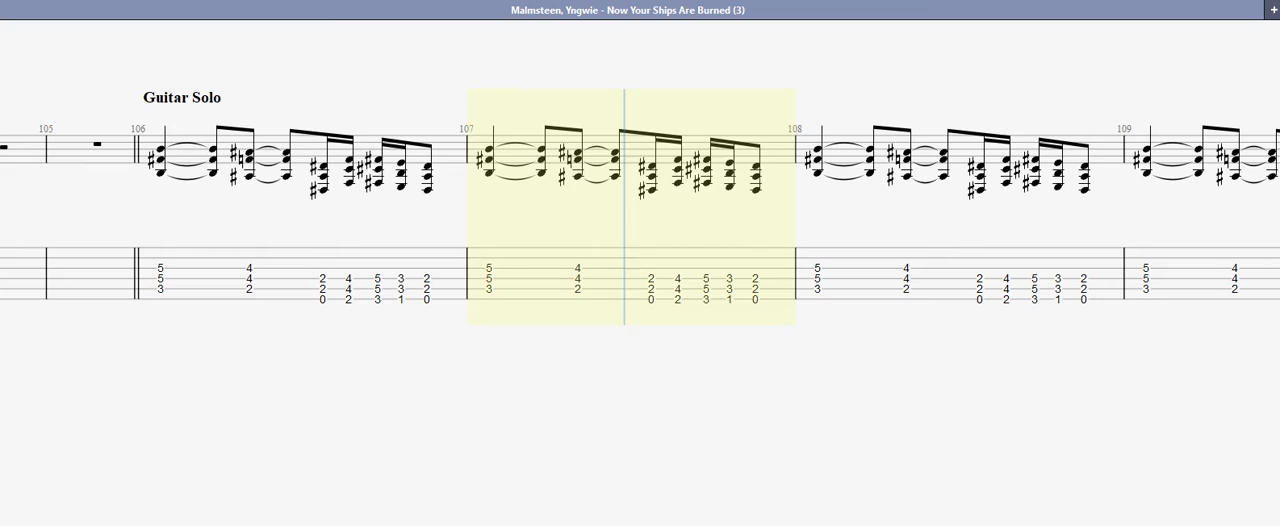 Malmsteen, Yngwie - Now Your Ships Are Burned (3)
+
Guitar Solo
105 106 107 108 109
5 4 5 4 5 4 5 4
5 4 2 4 5 3 2 5 4 2 4 5 3 2 5 4 2 4 5 3 2 5 4
3 2 2 4 5 3 2 3 2 2 4 5 3 2 3 2 2 4 5 3 2 3 2
0 2 3 1 0 0 2 3 1 0 0 2 3 1 0